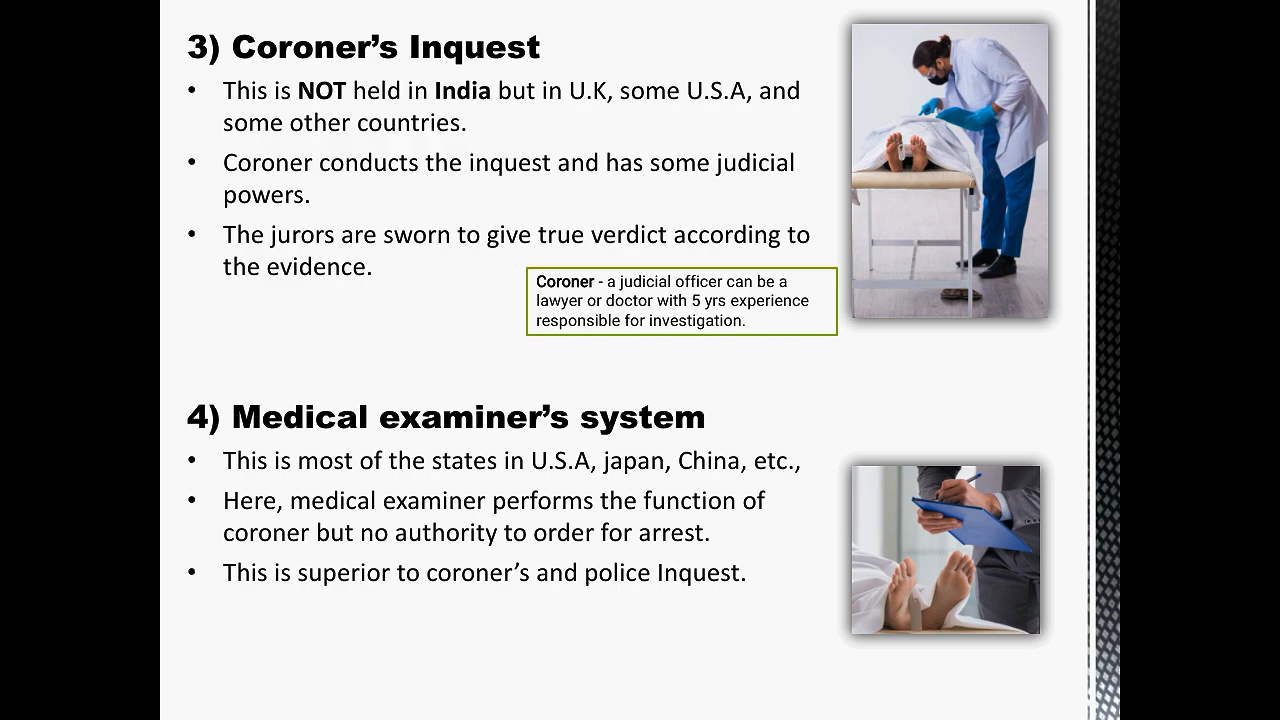 3) Coroner’s Inquest
• This is NOT held in India but in U.K, some U.S.A, and
some other countries.
• Coroner conducts the inquest and has some judicial
powers.
• The jurors are sworn to give true verdict according to
the evidence.
Coroner - a judicial officer can be a
lawyer or doctor with 5 yrs experience
responsible for investigation.
4) Medical examiner’s system
• This is most of the states in U.S.A, japan, China, etc.,
• Here, medical examiner performs the function of
coroner but no authority to order for arrest.
• This is superior to coroner’s and police Inquest.